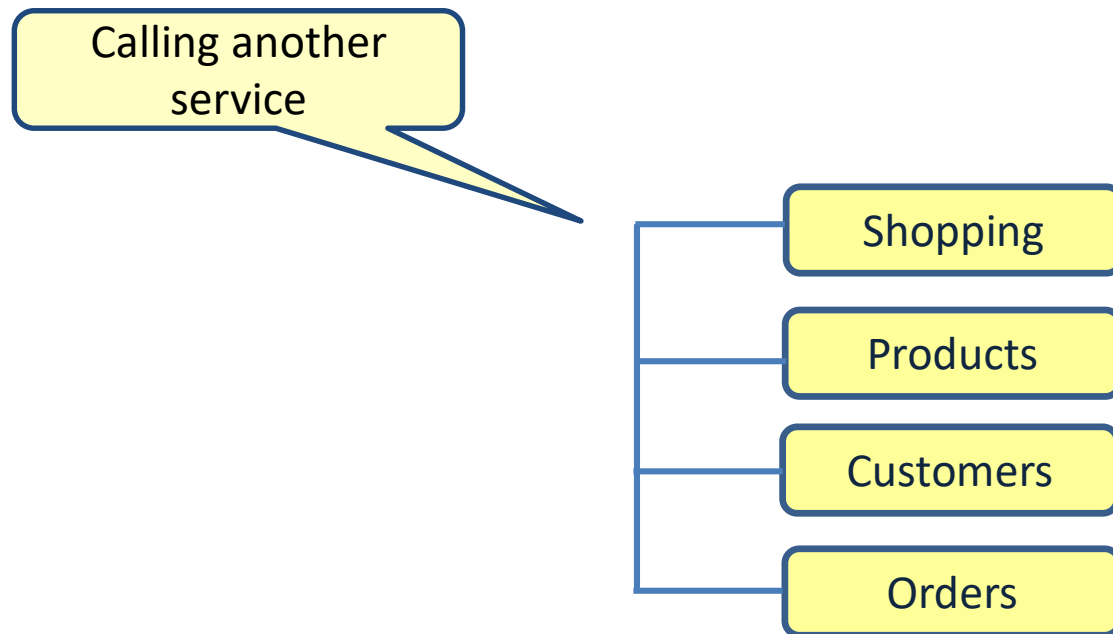 Calling another
service
Shopping
Products
Customers
Orders